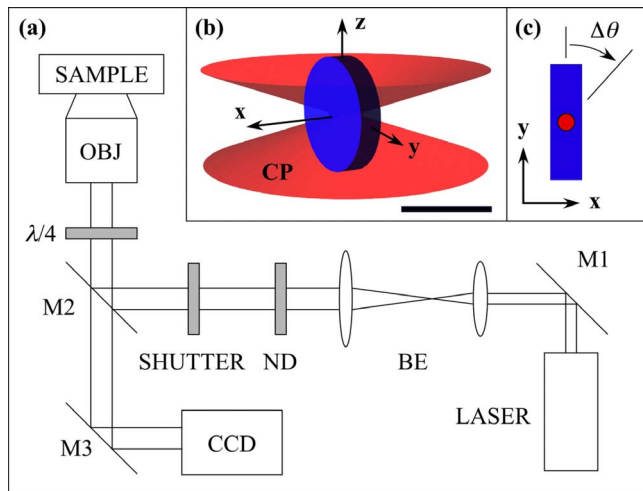 (a)
SAMPLE
OBJ
λ/4
M2
SHUTTER
ND
BE
M1
LASER
M3
CCD
(b)
z
x
y
CP
(c)
Δθ
y
x